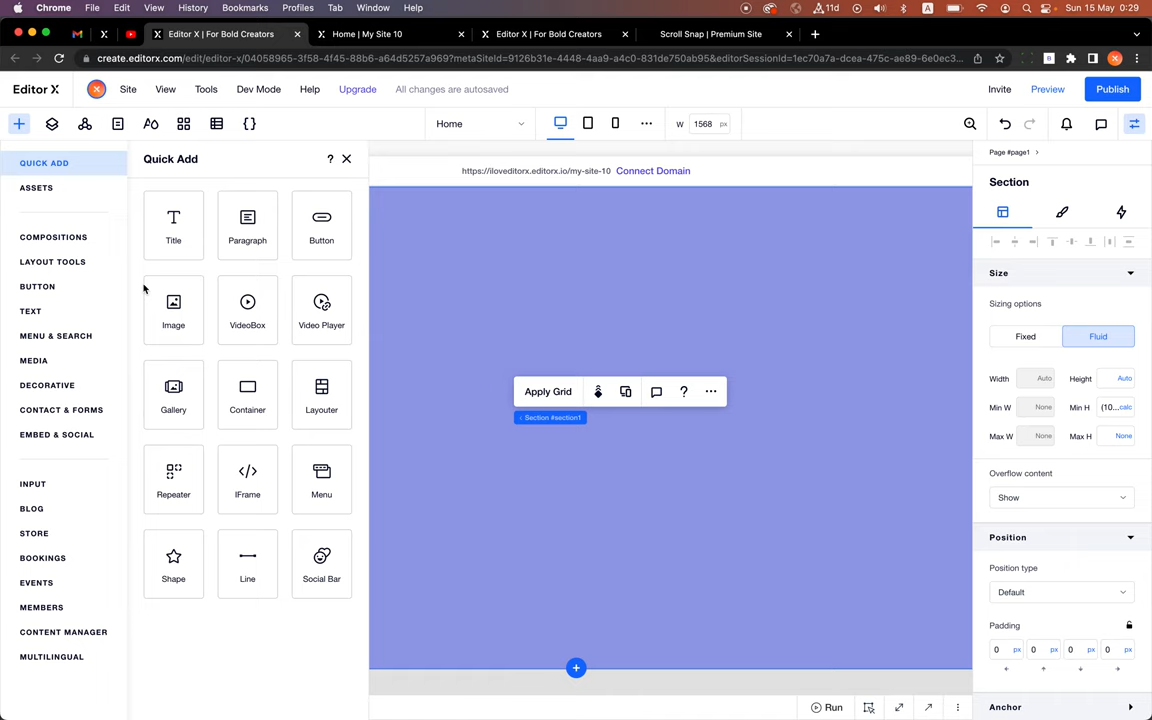 Chrome File Edit View History Bookmarks Profiles Tab Window Help 11d A Sun 15 May 0:29
Editor X | For Bold Creators Home | My Site 10 Editor X | For Bold Creators Scroll Snap | Premium Site
create.editorx.com/edit/editor-x/04058965-3f58-4f45-88b6-a64d5257a969?metaSiteId=9126b31e-4448-4aa9-a4c0-831de750ab95&editorSessionId=1ec70a7a-dcea-475c-ae89-6e0ec3...
Editor X Site View Tools Dev Mode Help Upgrade All changes are autosaved Invite Preview Publish
Home W 1568 px
QUICK ADD
ASSETS
COMPOSITIONS
LAYOUT TOOLS
BUTTON
TEXT
MENU & SEARCH
MEDIA
DECORATIVE
CONTACT & FORMS
EMBED & SOCIAL
INPUT
BLOG
STORE
BOOKINGS
EVENTS
MEMBERS
CONTENT MANAGER
MULTILINGUAL
Quick Add ?
Title Paragraph Button
Image VideoBox Video Player
Gallery Container Layouter
Repeater IFrame Menu
Shape Line Social Bar
https://iloveeditorx.editorx.io/my-site-10 Connect Domain
Apply Grid ?
Section #section1
Run
Page #page1
Section
Size
Sizing options
Fixed Fluid
Width Auto Height Auto
Min W None Min H (10...calc
Max W None Max H None
Overflow content
Show
Position
Position type
Default
Padding
0 px 0 px 0 px 0 px
Anchor